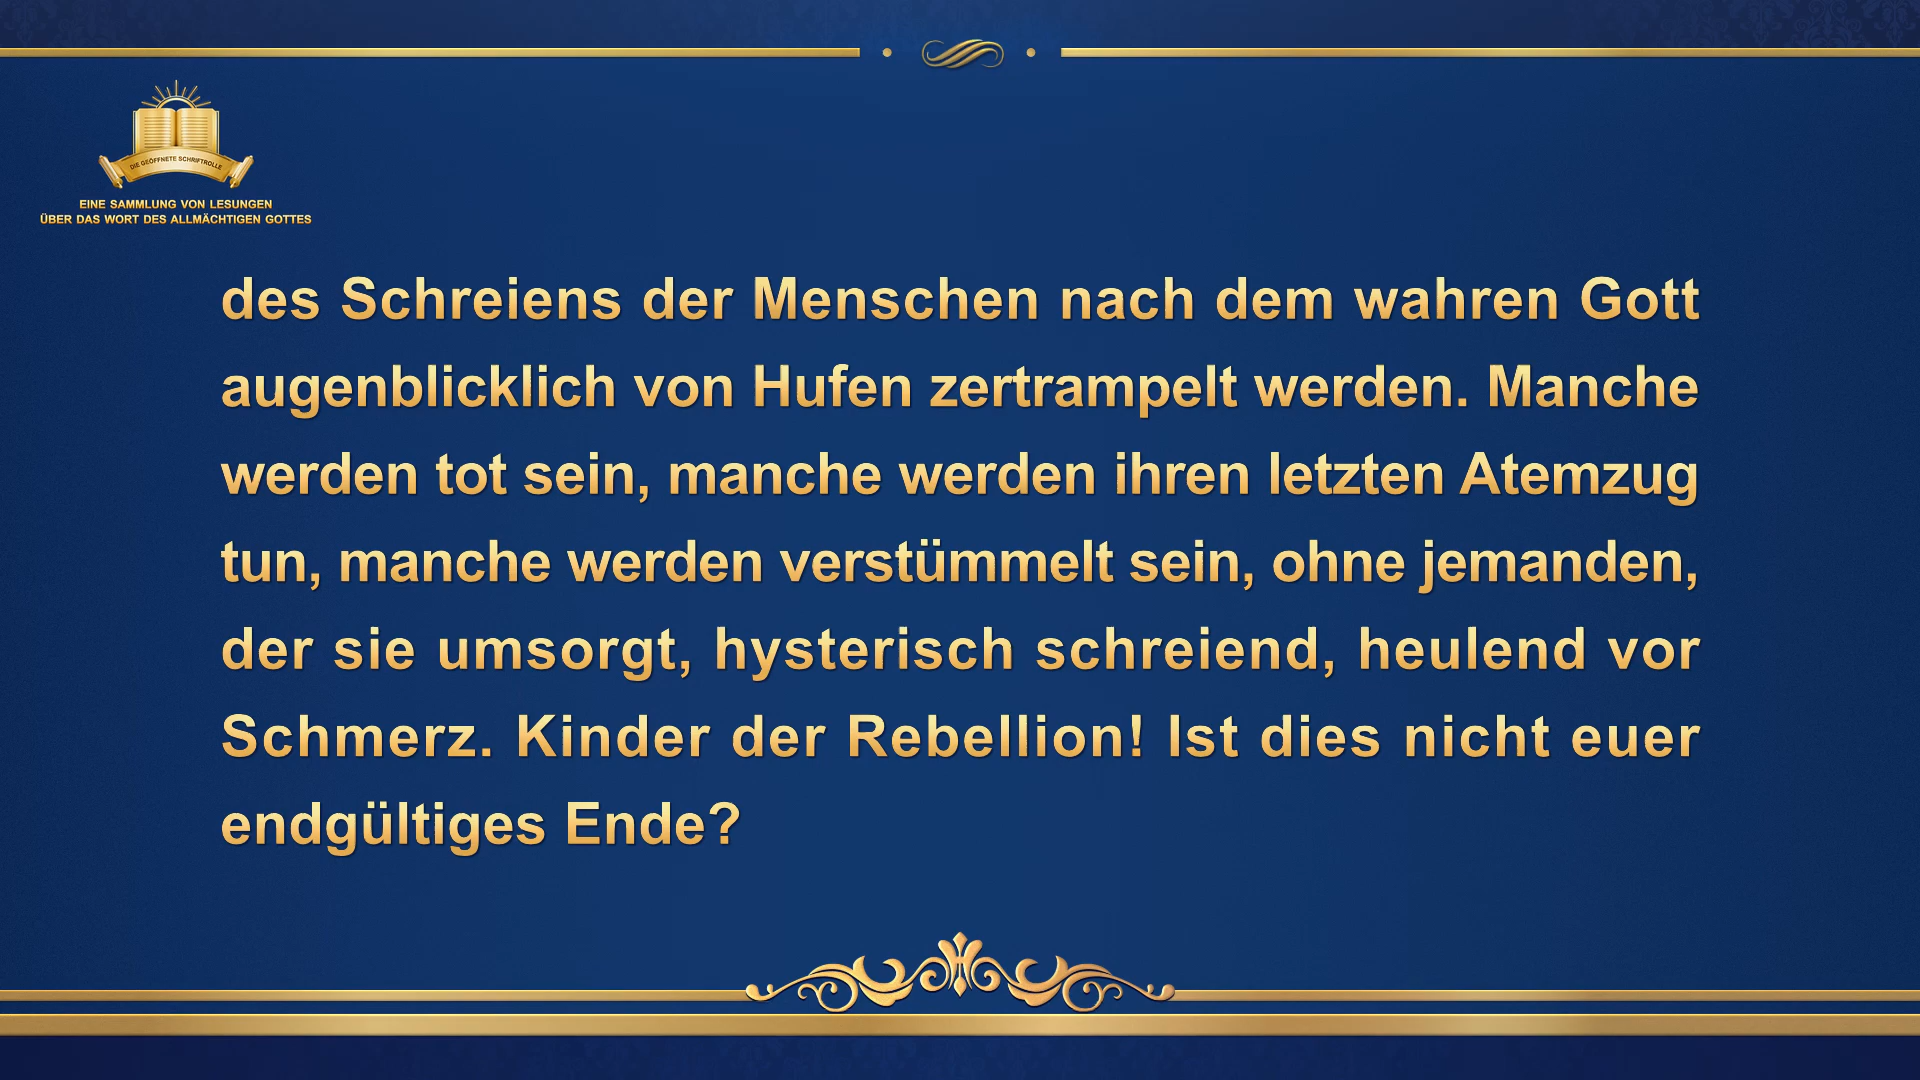 DIE GEÖFFNETE SCHRIFTROLLE
EINE SAMMLUNG VON LESUNGEN
ÜBER DAS WORT DES ALLMÄCHTIGEN GOTTES
des Schreiens der Menschen nach dem wahren Gott
augenblicklich von Hufen zertrampelt werden. Manche
werden tot sein, manche werden ihren letzten Atemzug
tun, manche werden verstümmelt sein, ohne jemanden,
der sie umsorgt, hysterisch schreiend, heulend vor
Schmerz. Kinder der Rebellion! Ist dies nicht euer
endgültiges Ende?